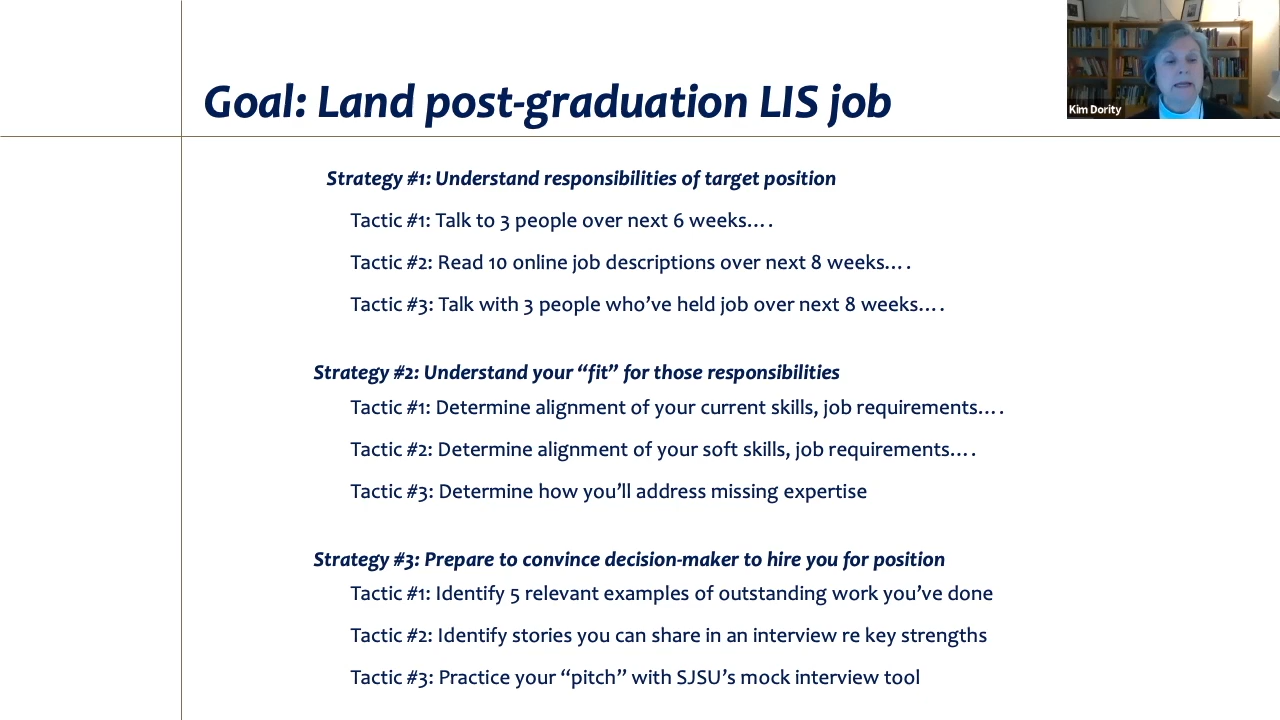 Goal: Land post-graduation LIS job
Kim Dority
Strategy #1: Understand responsibilities of target position
Tactic #1: Talk to 3 people over next 6 weeks….
Tactic #2: Read 10 online job descriptions over next 8 weeks….
Tactic #3: Talk with 3 people who’ve held job over next 8 weeks….
Strategy #2: Understand your “fit” for those responsibilities
Tactic #1: Determine alignment of your current skills, job requirements….
Tactic #2: Determine alignment of your soft skills, job requirements….
Tactic #3: Determine how you’ll address missing expertise
Strategy #3: Prepare to convince decision-maker to hire you for position
Tactic #1: Identify 5 relevant examples of outstanding work you’ve done
Tactic #2: Identify stories you can share in an interview re key strengths
Tactic #3: Practice your “pitch” with SJSU’s mock interview tool